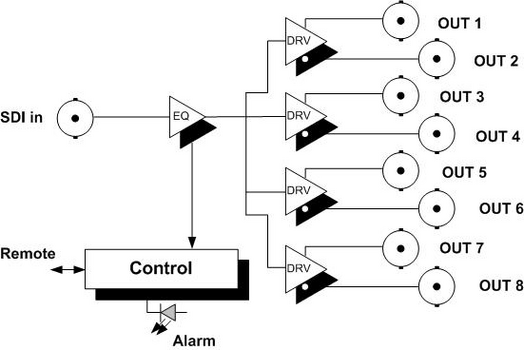 OUT 1
DRV
OUT 2
OUT 3
SDI in
EQ
DRV
OUT 4
OUT 5
DRV
OUT 6
OUT 7
Remote
Control
DRV
OUT 8
Alarm